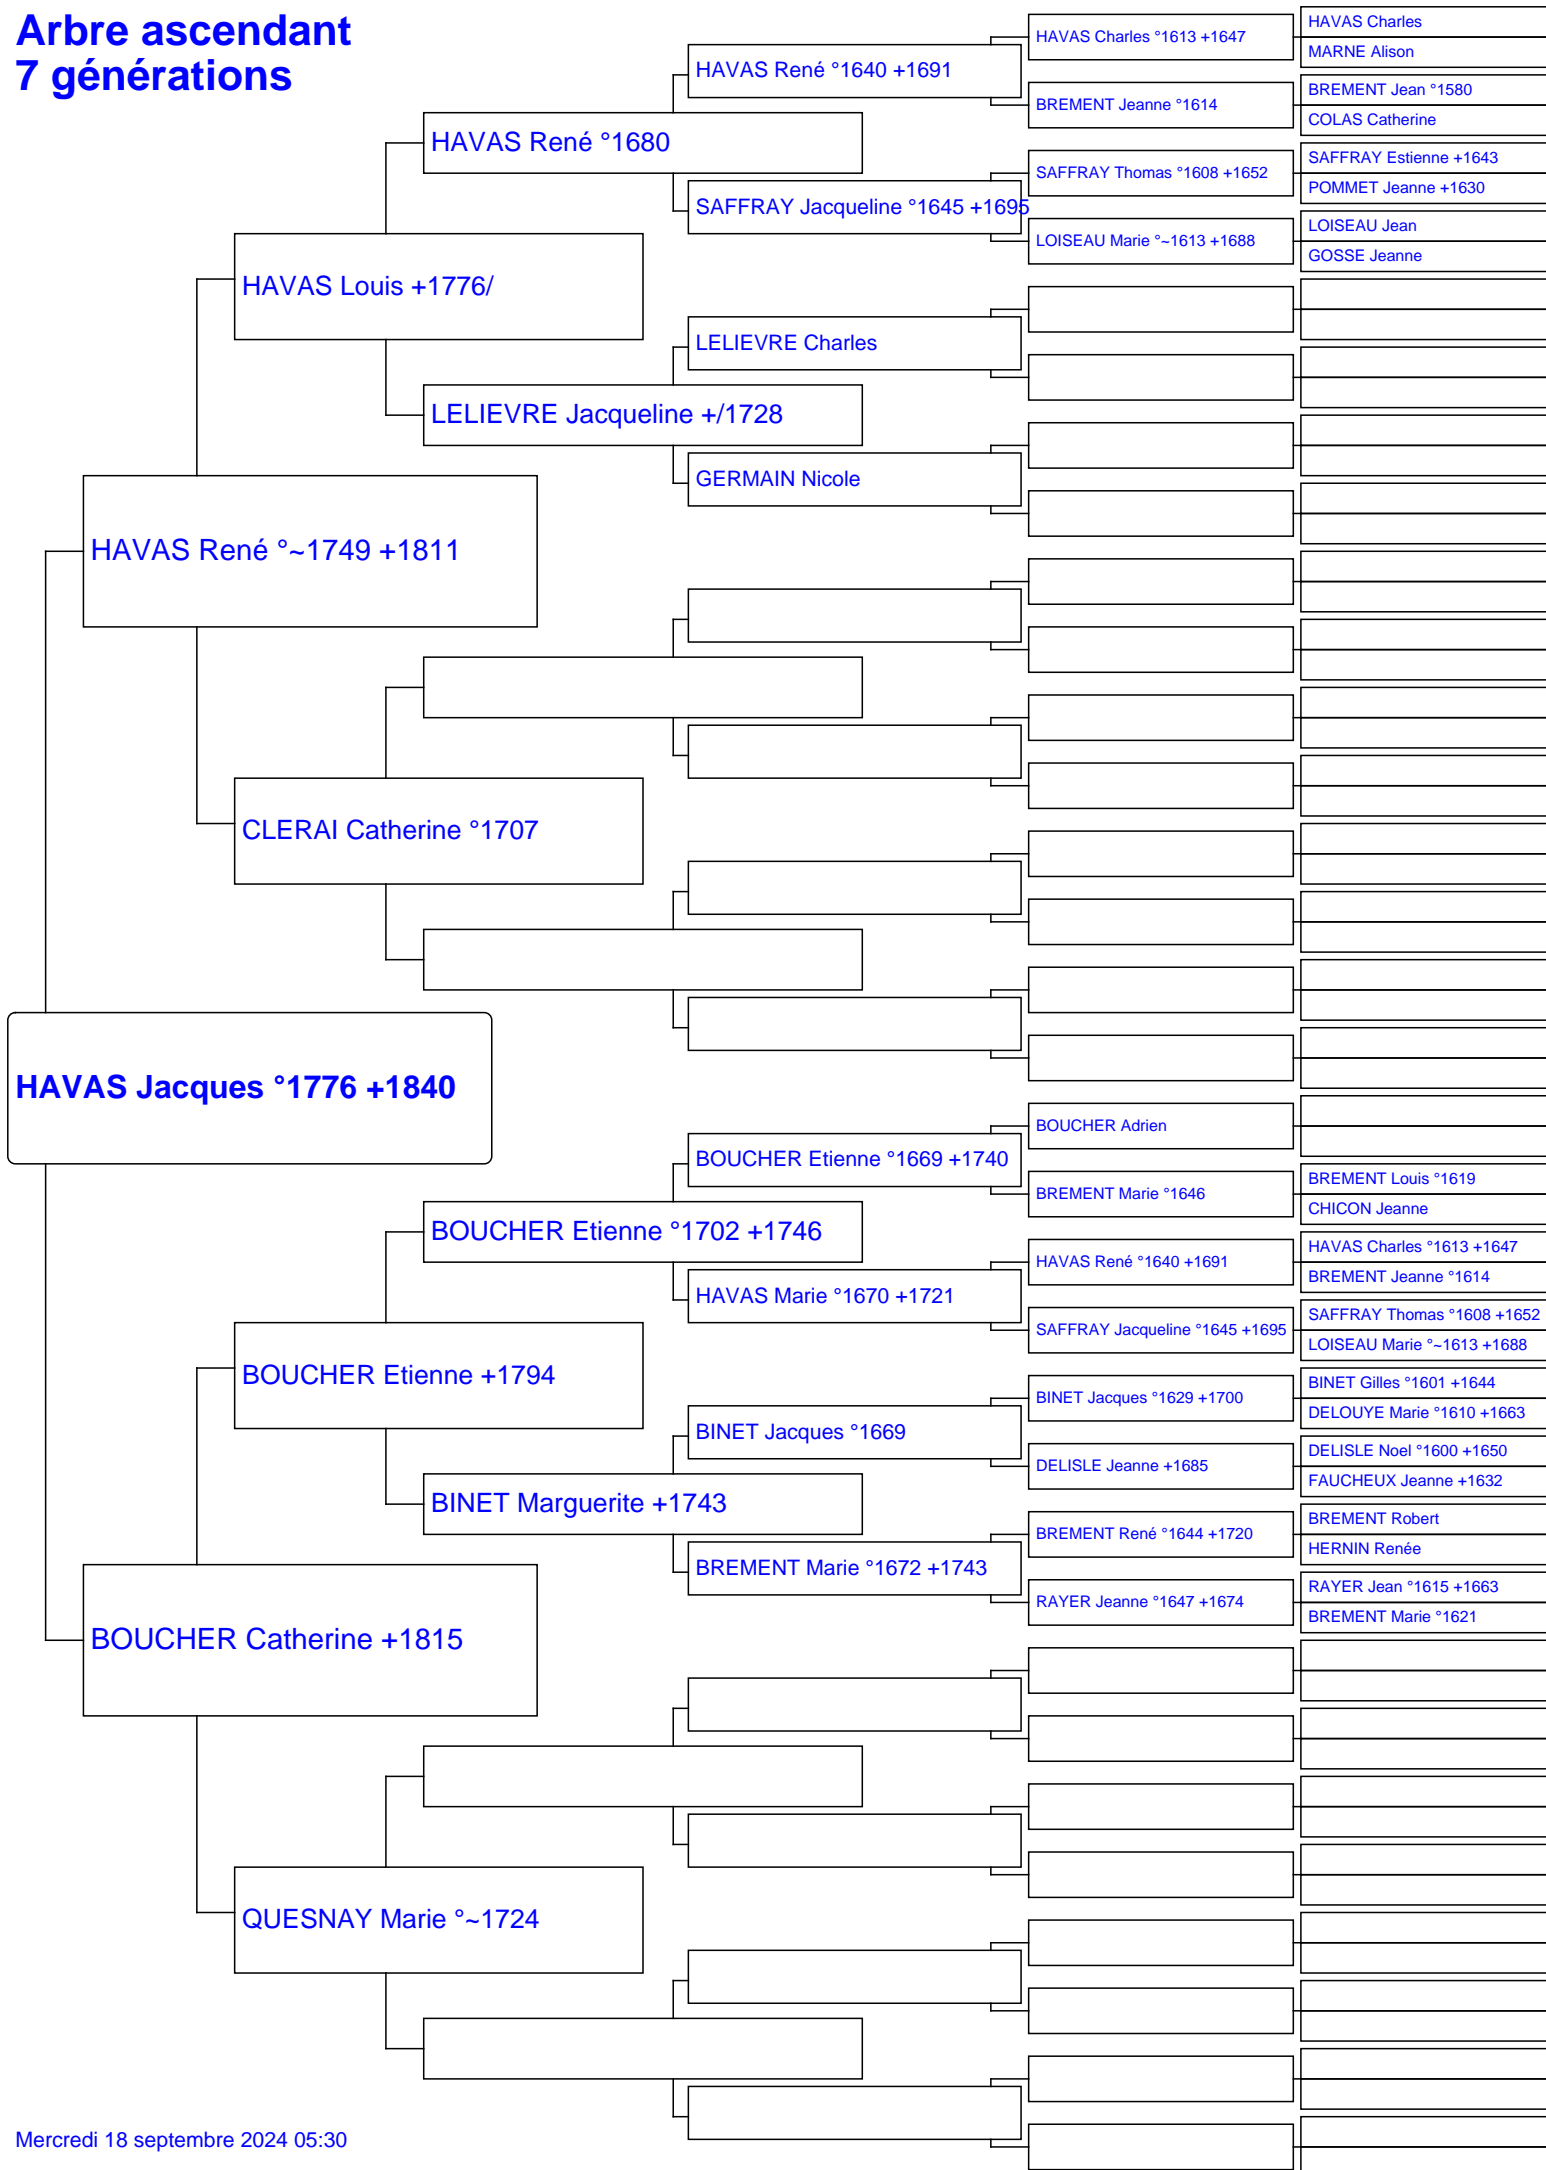 Arbre ascendant
7 générations
HAVAS Jacques °1776 +1840
HAVAS René °~1749 +1811
BOUCHER Catherine +1815
HAVAS Louis +1776/
CLERAI Catherine °1707
BOUCHER Etienne +1794
QUESNAY Marie °~1724
HAVAS René °1680
LELIEVRE Jacqueline +/1728
BOUCHER Etienne °1702 +1746
BINET Marguerite +1743
HAVAS René °1640 +1691
SAFFRAY Jacqueline °1645 +1695
LELIEVRE Charles
GERMAIN Nicole
BOUCHER Etienne °1669 +1740
HAVAS Marie °1670 +1721
BINET Jacques °1669
BREMENT Marie °1672 +1743
HAVAS Charles °1613 +1647
BREMENT Jeanne °1614
SAFFRAY Thomas °1608 +1652
LOISEAU Marie °~1613 +1688
BOUCHER Adrien
BREMENT Marie °1646
HAVAS René °1640 +1691
SAFFRAY Jacqueline °1645 +1695
BINET Jacques °1629 +1700
DELISLE Jeanne +1685
BREMENT René °1644 +1720
RAYER Jeanne °1647 +1674
HAVAS Charles
MARNE Alison
BREMENT Jean °1580
COLAS Catherine
SAFFRAY Estienne +1643
POMMET Jeanne +1630
LOISEAU Jean
GOSSE Jeanne
BREMENT Louis °1619
CHICON Jeanne
HAVAS Charles °1613 +1647
BREMENT Jeanne °1614
SAFFRAY Thomas °1608 +1652
LOISEAU Marie °~1613 +1688
BINET Gilles °1601 +1644
DELOUYE Marie °1610 +1663
DELISLE Noel °1600 +1650
FAUCHEUX Jeanne +1632
BREMENT Robert
HERNIN Renée
RAYER Jean °1615 +1663
BREMENT Marie °1621
Mercredi 18 septembre 2024 05:30